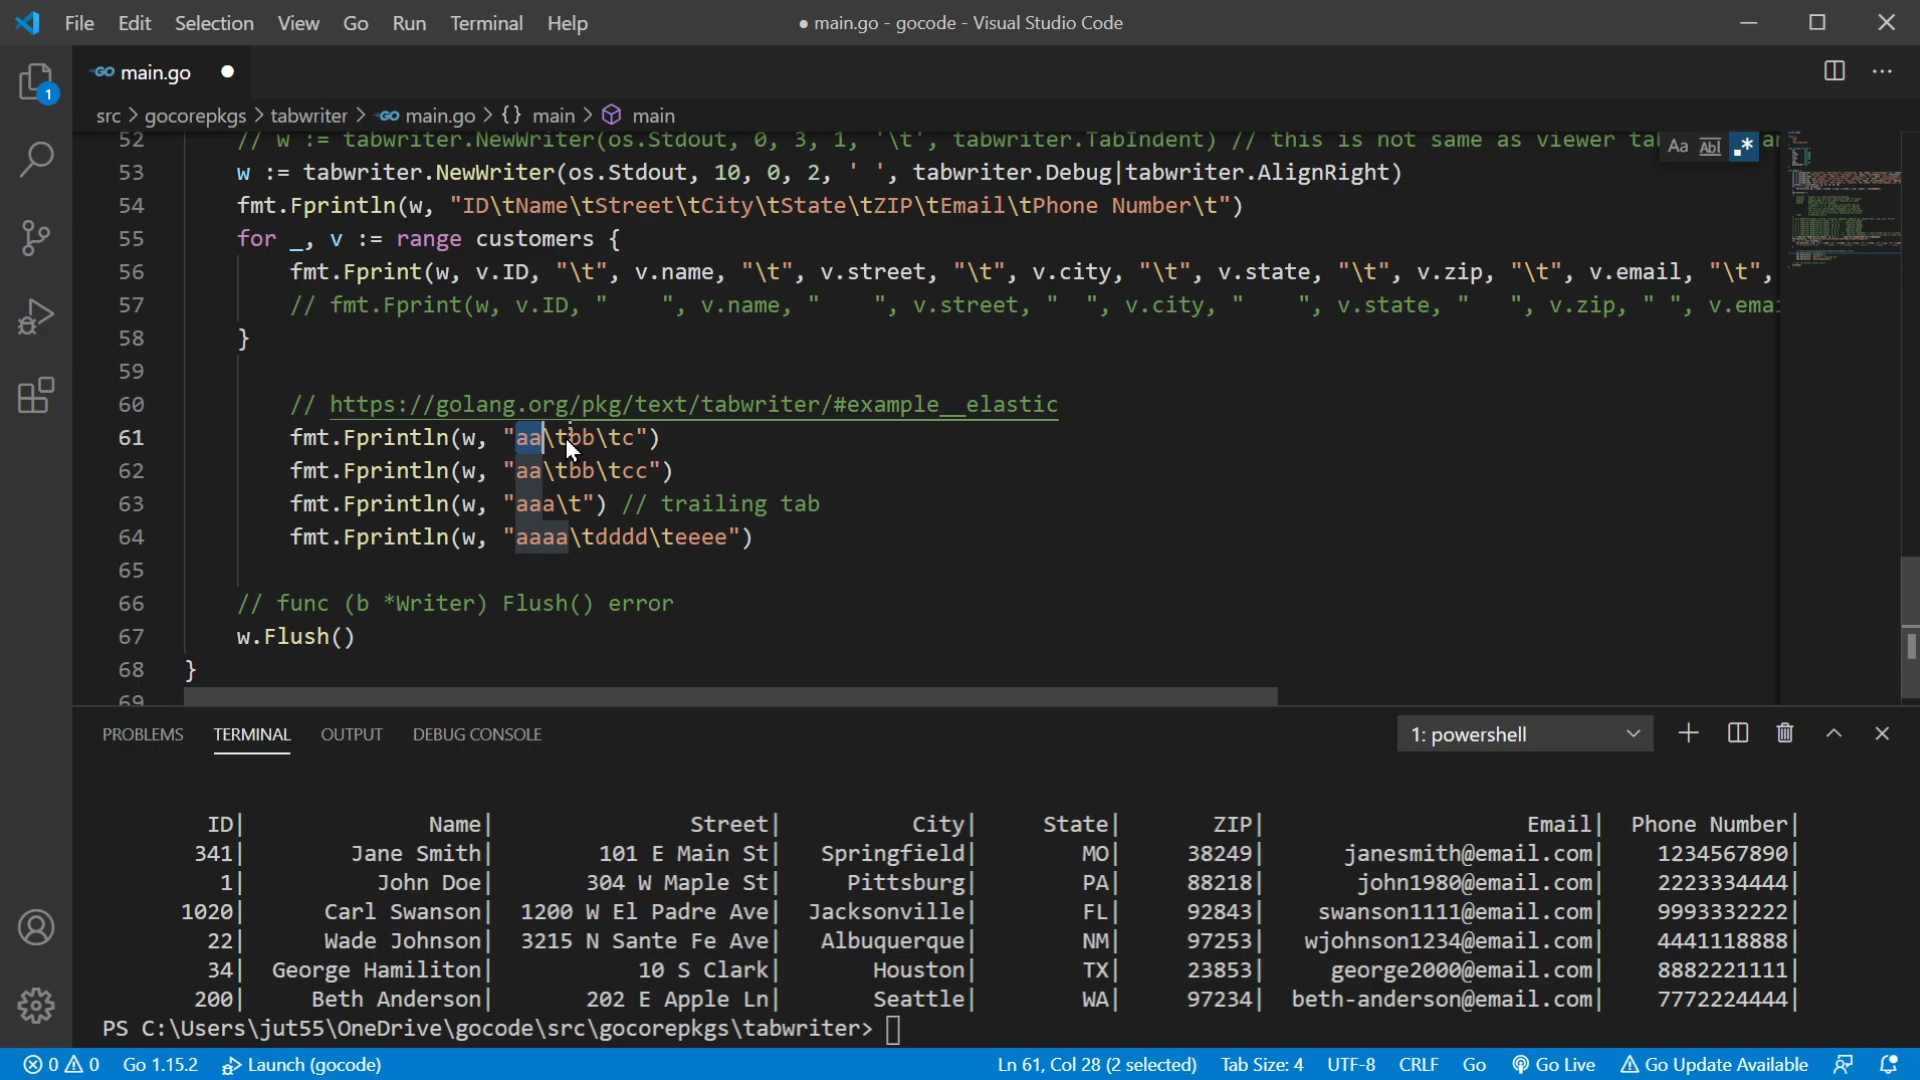 File Edit Selection View Go Run Terminal Help ● main.go - gocode - Visual Studio Code
GO main.go
1
src > gocorepkgs > tabwriter > GO main.go > {} main > main
52 // w := tabwriter.NewWriter(os.Stdout, 0, 3, 1, '\t', tabwriter.TabIndent) // this is not same as viewer
Aa Abl .*
53 w := tabwriter.NewWriter(os.Stdout, 10, 0, 2, ' ', tabwriter.Debug|tabwriter.AlignRight)
54 fmt.Fprintln(w, "ID\tName\tStreet\tCity\tState\tZIP\tEmail\tPhone Number\t")
55 for _, v := range customers {
56 fmt.Fprint(w, v.ID, "\t", v.name, "\t", v.street, "\t", v.city, "\t", v.state, "\t", v.zip, "\t", v.email, "\t",
57 // fmt.Fprint(w, v.ID, "    ", v.name, "    ", v.street, "  ", v.city, "    ", v.state, "   ", v.zip, " ", v.emai
58 }
59
60 // https://golang.org/pkg/text/tabwriter/#example__elastic
61 fmt.Fprintln(w, "aa\tbb\tc")
62 fmt.Fprintln(w, "aa\tbb\tcc")
63 fmt.Fprintln(w, "aaa\t") // trailing tab
64 fmt.Fprintln(w, "aaaa\tdddd\teeee")
65
66 // func (b *Writer) Flush() error
67 w.Flush()
68 }
69
PROBLEMS TERMINAL OUTPUT DEBUG CONSOLE 1: powershell
ID| Name| Street| City| State| ZIP| Email| Phone Number|
341| Jane Smith| 101 E Main St| Springfield| MO| 38249| janesmith@email.com| 1234567890|
1| John Doe| 304 W Maple St| Pittsburg| PA| 88218| john1980@email.com| 2223334444|
1020| Carl Swanson| 1200 W El Padre Ave| Jacksonville| FL| 92843| swanson1111@email.com| 9993332222|
22| Wade Johnson| 3215 N Sante Fe Ave| Albuquerque| NM| 97253| wjohnson1234@email.com| 4441118888|
34| George Hamiliton| 10 S Clark| Houston| TX| 23853| george2000@email.com| 8882221111|
200| Beth Anderson| 202 E Apple Ln| Seattle| WA| 97234| beth-anderson@email.com| 7772224444|
PS C:\Users\jut55\OneDrive\gocode\src\gocorepkgs\tabwriter>
0 0 Go 1.15.2 Launch (gocode) Ln 61, Col 28 (2 selected) Tab Size: 4 UTF-8 CRLF Go Go Live Go Update Available